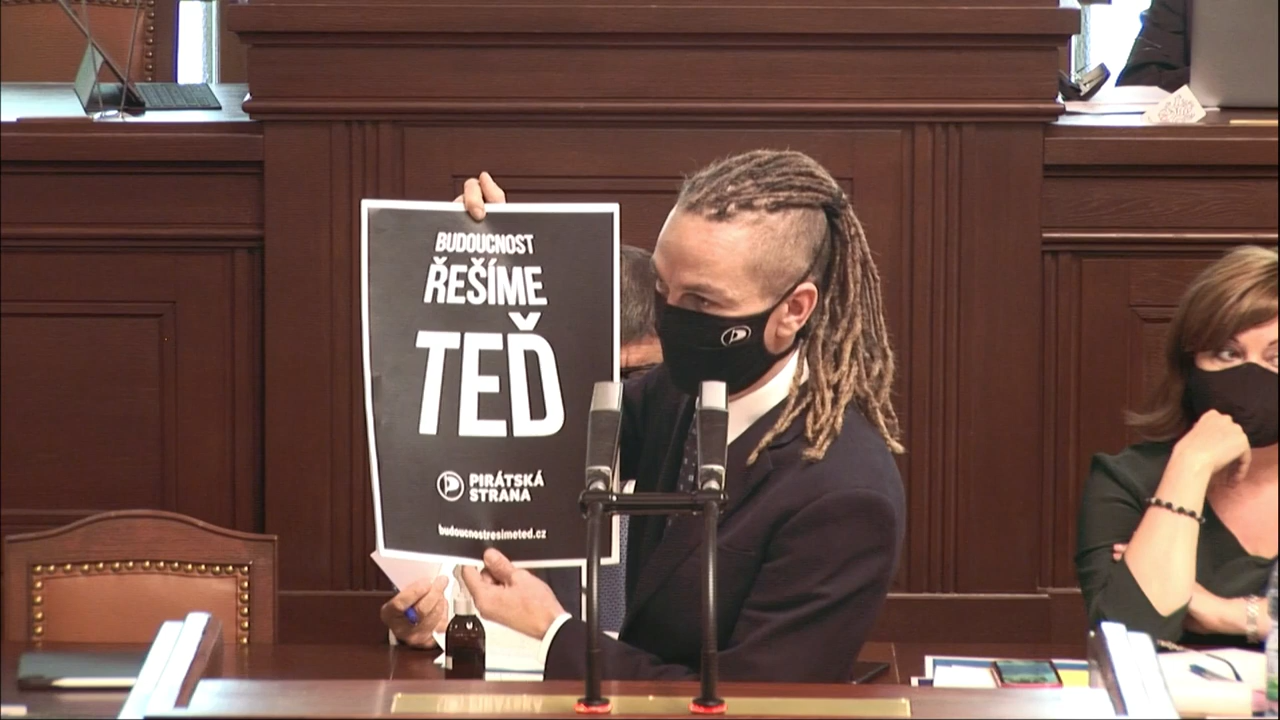 BUDOUCNOST
ŘEŠÍME
TEĎ
PIRÁTSKÁ
STRANA
budoucnostresimeted.cz